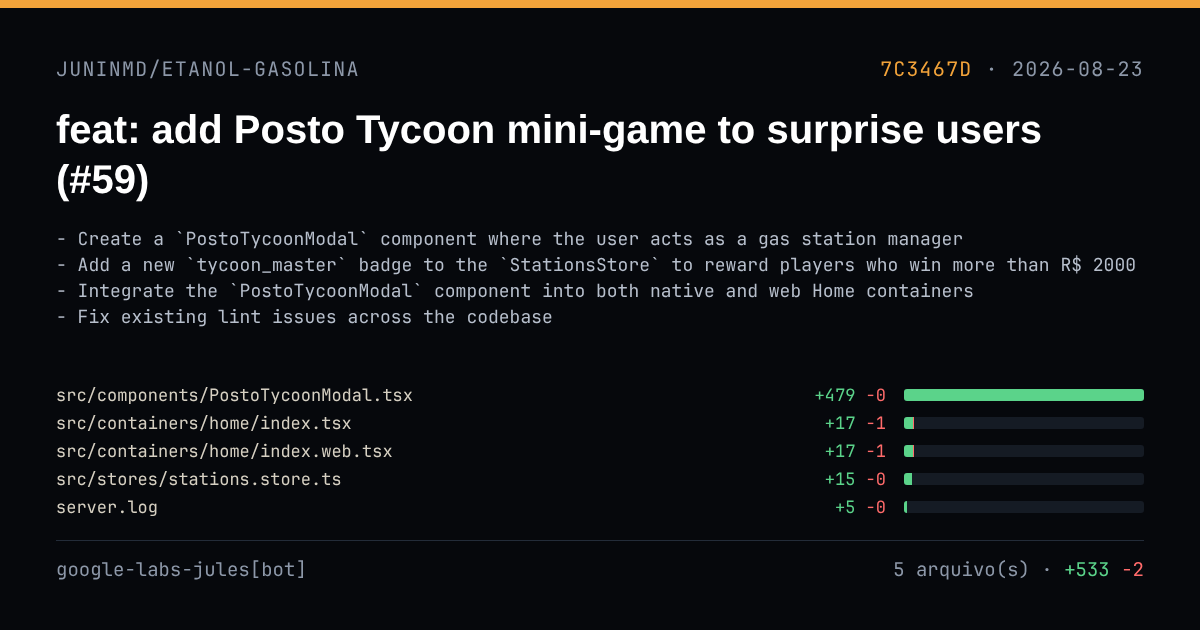 JUNINMD/ETANOL-GASOLINA
7C3467D · 2026-08-23
feat: add Posto Tycoon mini-game to surprise users
(#59)
- Create a `PostoTycoonModal` component where the user acts as a gas station manager
- Add a new `tycoon_master` badge to the `StationsStore` to reward players who win more than R$ 2000
- Integrate the `PostoTycoonModal` component into both native and web Home containers
- Fix existing lint issues across the codebase
src/components/PostoTycoonModal.tsx +479 -0
src/containers/home/index.tsx +17 -1
src/containers/home/index.web.tsx +17 -1
src/stores/stations.store.ts +15 -0
server.log +5 -0
google-labs-jules[bot]
5 arquivo(s) · +533 -2